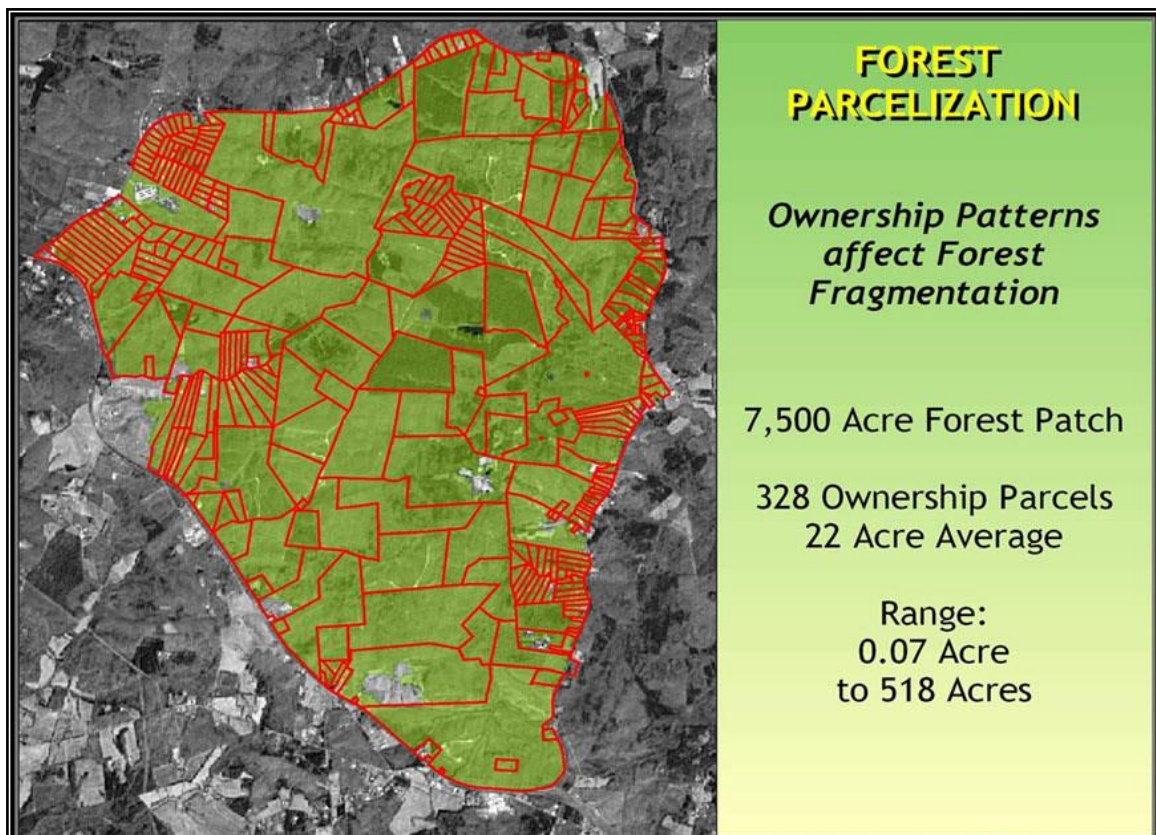 FOREST
PARCELIZATION
Ownership Patterns
affect Forest
Fragmentation
7,500 Acre Forest Patch
328 Ownership Parcels
22 Acre Average
Range:
0.07 Acre
to 518 Acres